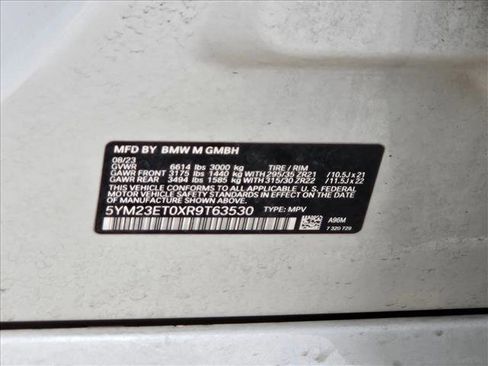 MFD BY BMW M GMBH
08/23
GVWR 6614 lbs 3000 kg TIRE / RIM
GAWR FRONT 3175 lbs 1440 kg WITH 295/35 ZR21 /10.5J x 21
GAWR REAR 3494 lbs 1585 kg WITH 315/30 ZR22 /11.5J x 22
THIS VEHICLE CONFORMS TO ALL APPLICABLE U.S. FEDERAL
MOTOR VEHICLE SAFETY STANDARDS IN EFFECT ON THE
DATE OF MANUFACTURE SHOWN ABOVE.
5YM23ET0XR9T63530 TYPE: MPV
A96M
7 320 729